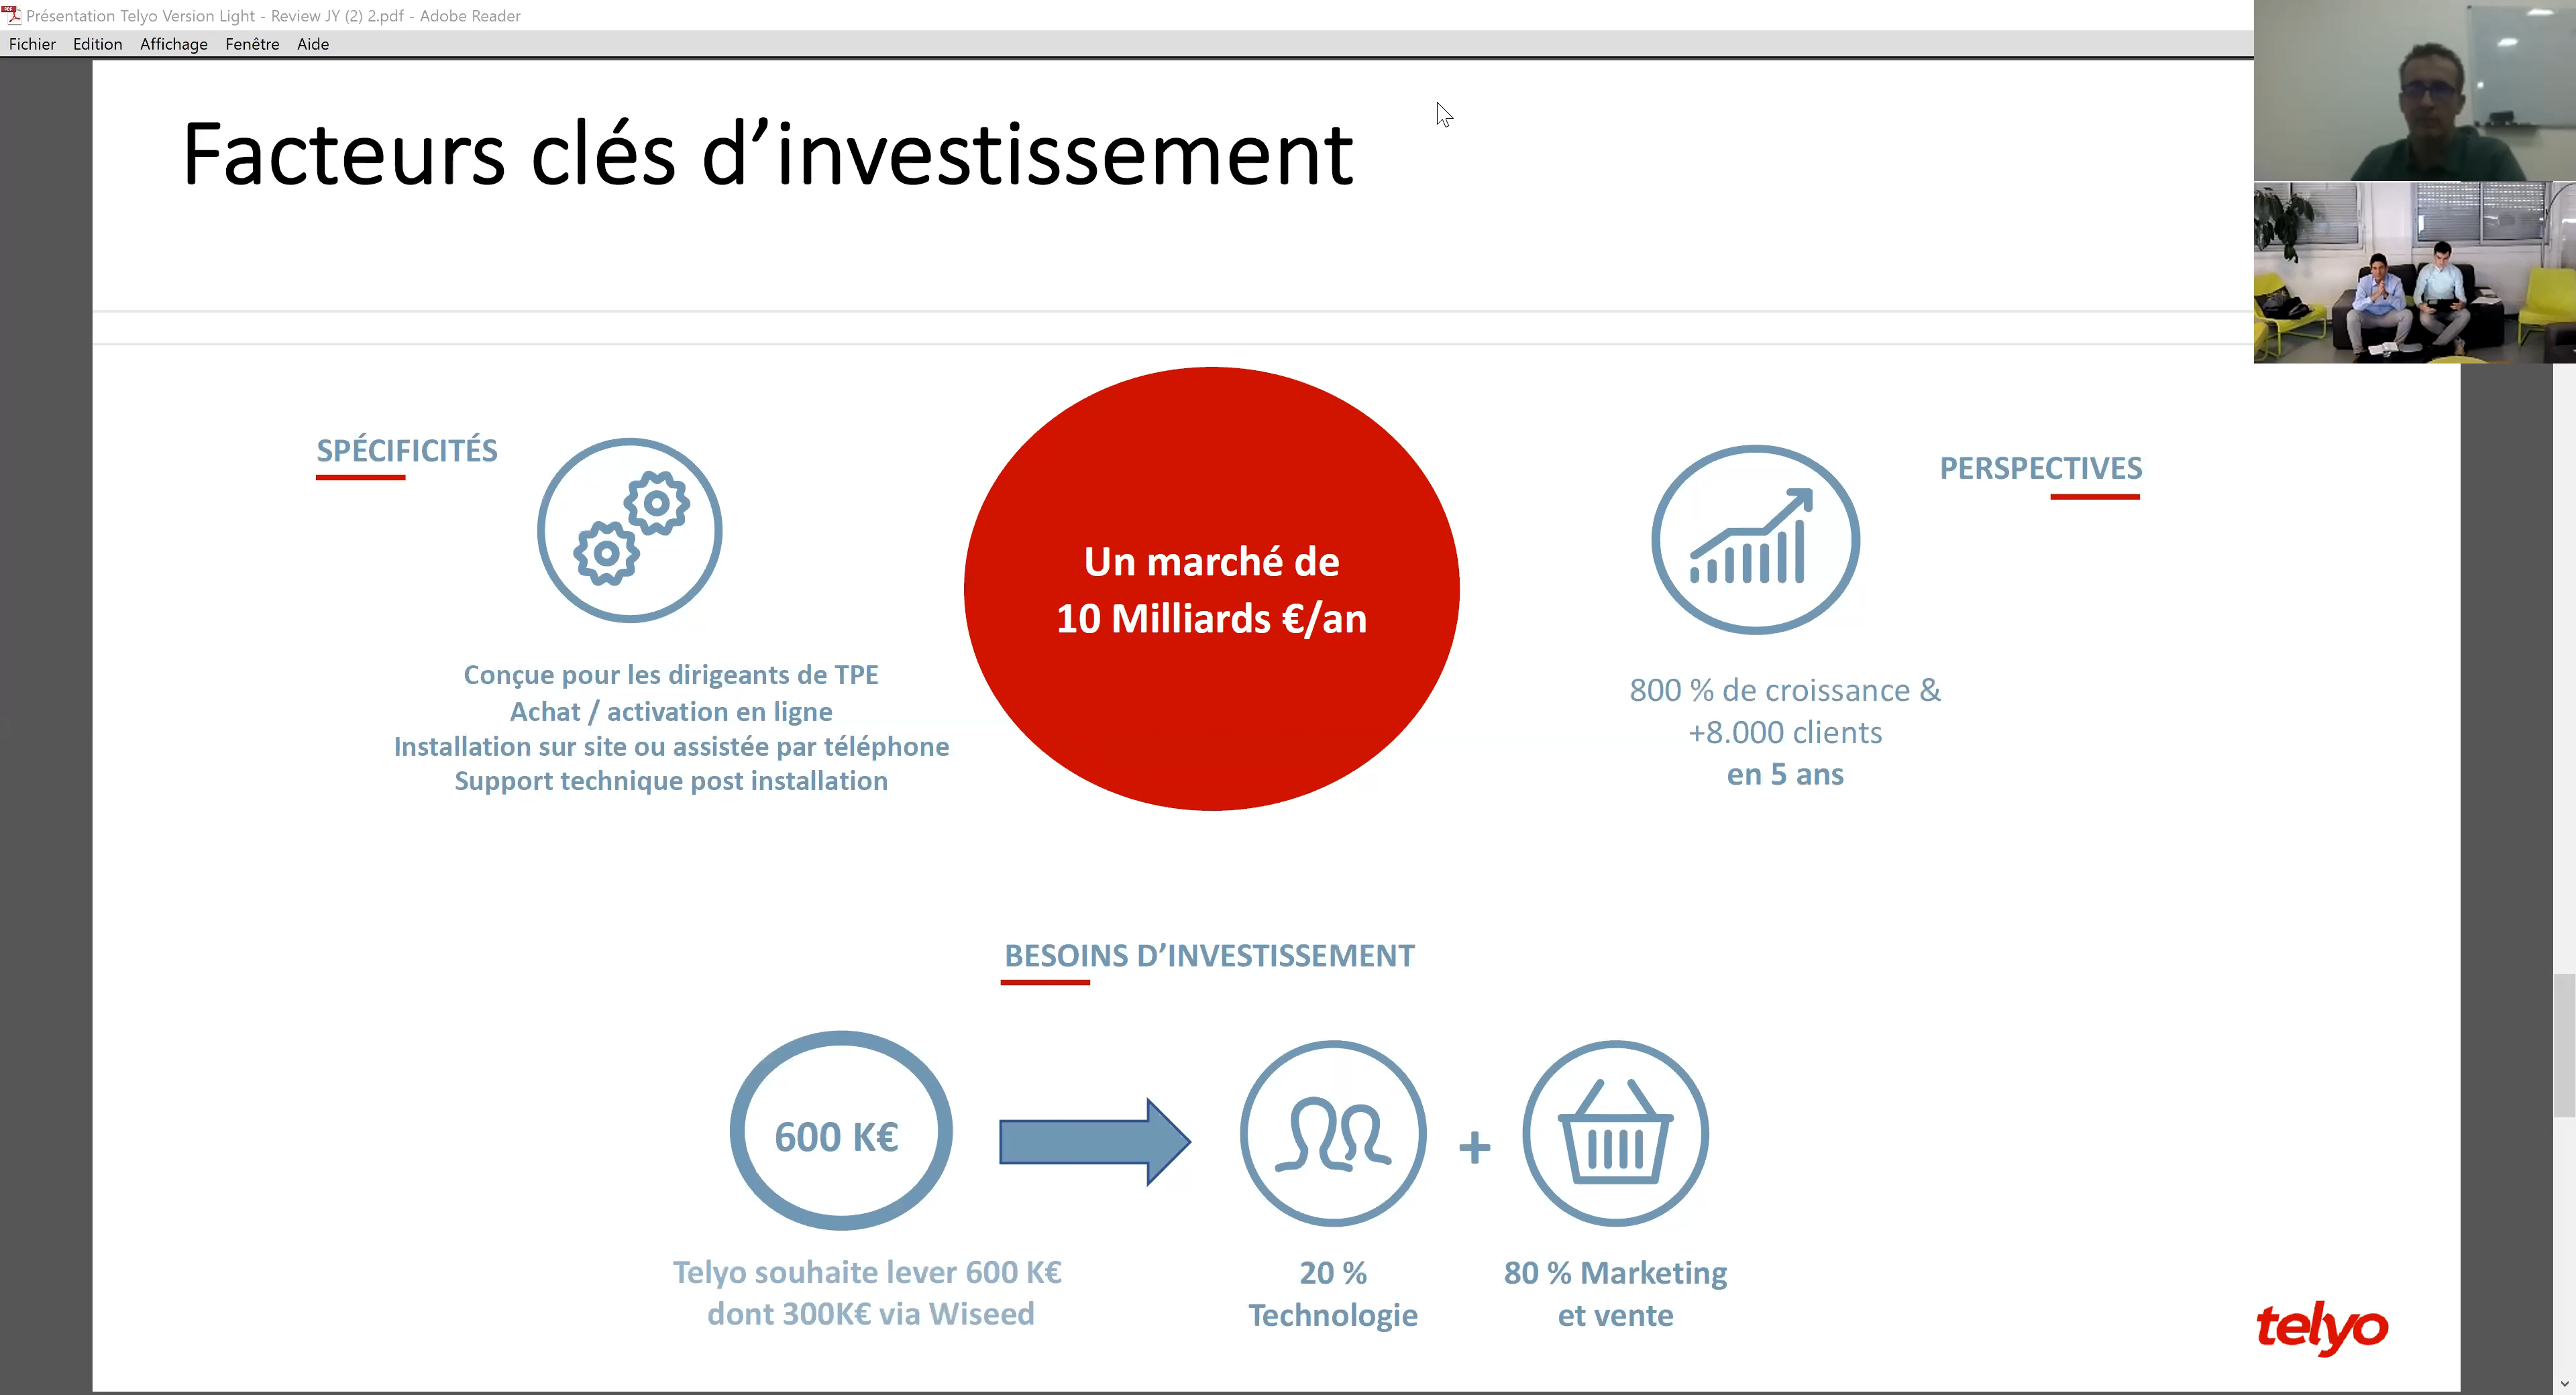 Présentation Telyo Version Light - Review JY (2) 2.pdf - Adobe Reader
Fichier Edition Affichage Fenêtre Aide
Facteurs clés d’investissement
SPÉCIFICITÉS
Conçue pour les dirigeants de TPE
Achat / activation en ligne
Installation sur site ou assistée par téléphone
Support technique post installation
Un marché de
10 Milliards €/an
PERSPECTIVES
800 % de croissance &
+8.000 clients
en 5 ans
BESOINS D’INVESTISSEMENT
600 K€
+
Telyo souhaite lever 600 K€
dont 300K€ via Wiseed
20 %
Technologie
80 % Marketing
et vente
telyo